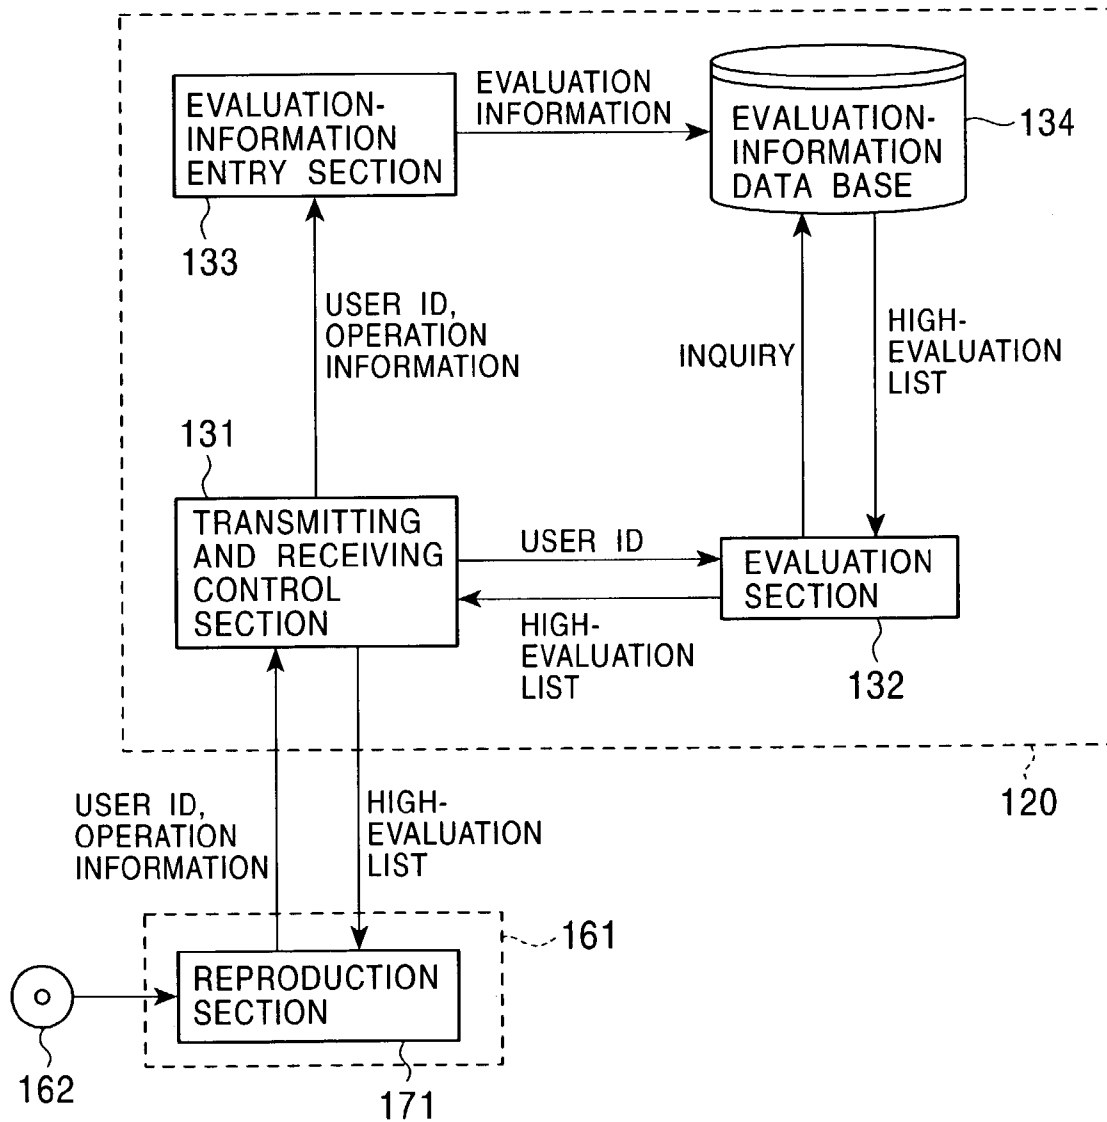 EVALUATION-
INFORMATION
ENTRY SECTION
133
EVALUATION
INFORMATION
EVALUATION-
INFORMATION
DATA BASE
134
USER ID,
OPERATION
INFORMATION
INQUIRY
HIGH-
EVALUATION
LIST
131
TRANSMITTING
AND RECEIVING
CONTROL
SECTION
USER ID
HIGH-
EVALUATION
LIST
EVALUATION
SECTION
132
120
USER ID,
OPERATION
INFORMATION
HIGH-
EVALUATION
LIST
161
REPRODUCTION
SECTION
162
171